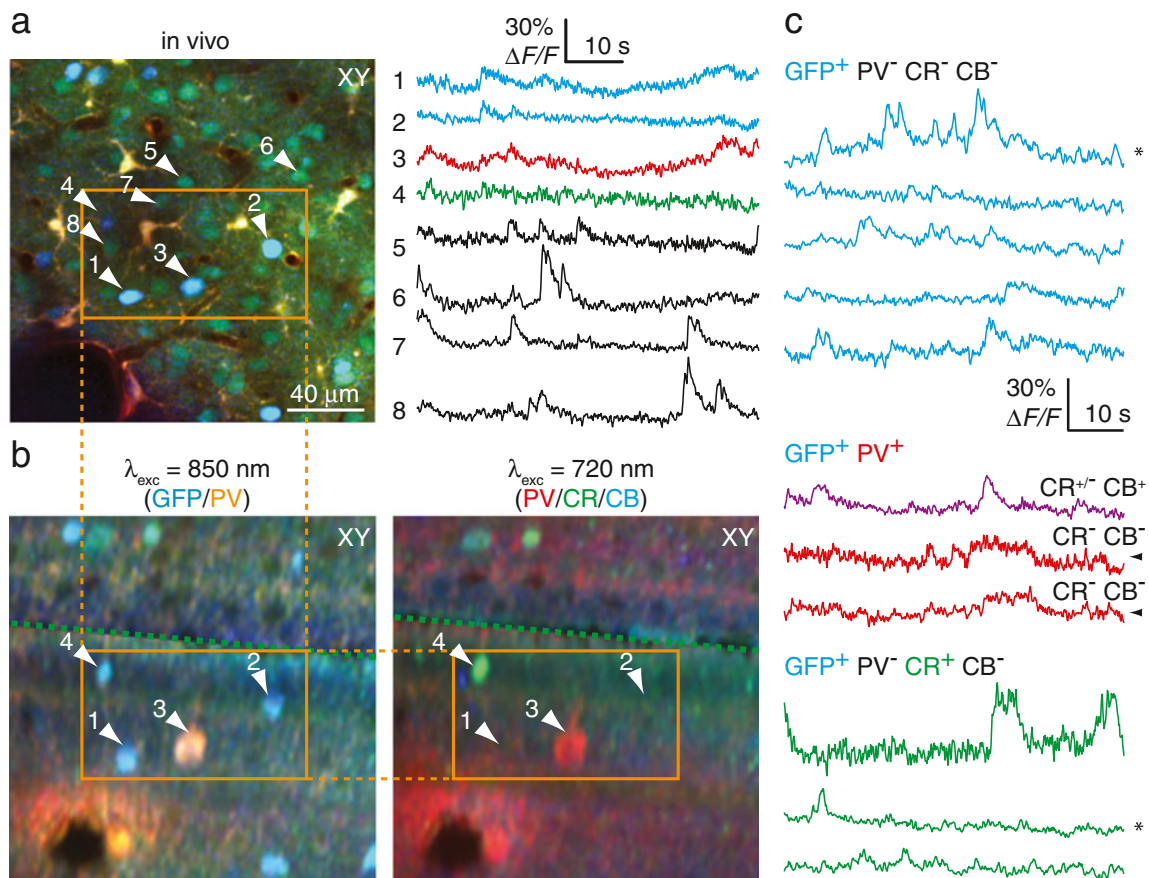 a
in vivo
XY
5
6
4
7
2
8
1
3
40 µm
30%
ΔF/F
10 s
1
2
3
4
5
6
7
8
b
λexc = 850 nm
(GFP/PV)
XY
4
2
1
3
λexc = 720 nm
(PV/CR/CB)
XY
4
2
1
3
c
GFP+ PV- CR- CB-
*
30%
ΔF/F
10 s
GFP+ PV+
CR+/- CB+
CR- CB-
CR- CB-
GFP+ PV- CR+ CB-
*